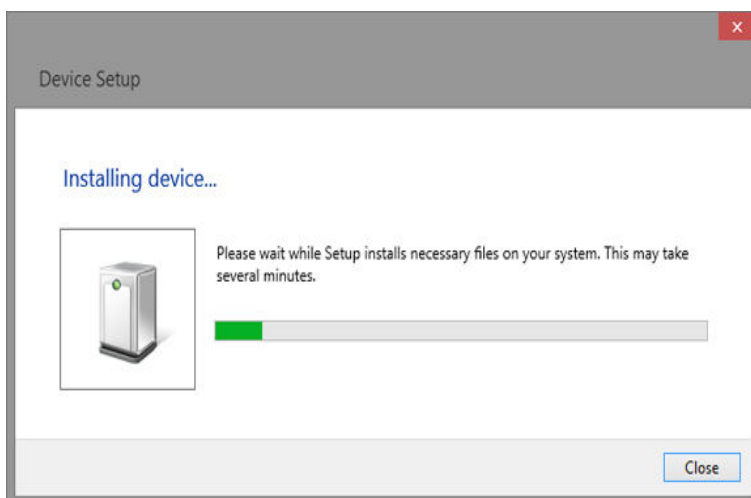 x
Device Setup
Installing device...
Please wait while Setup installs necessary files on your system. This may take
several minutes.
Close